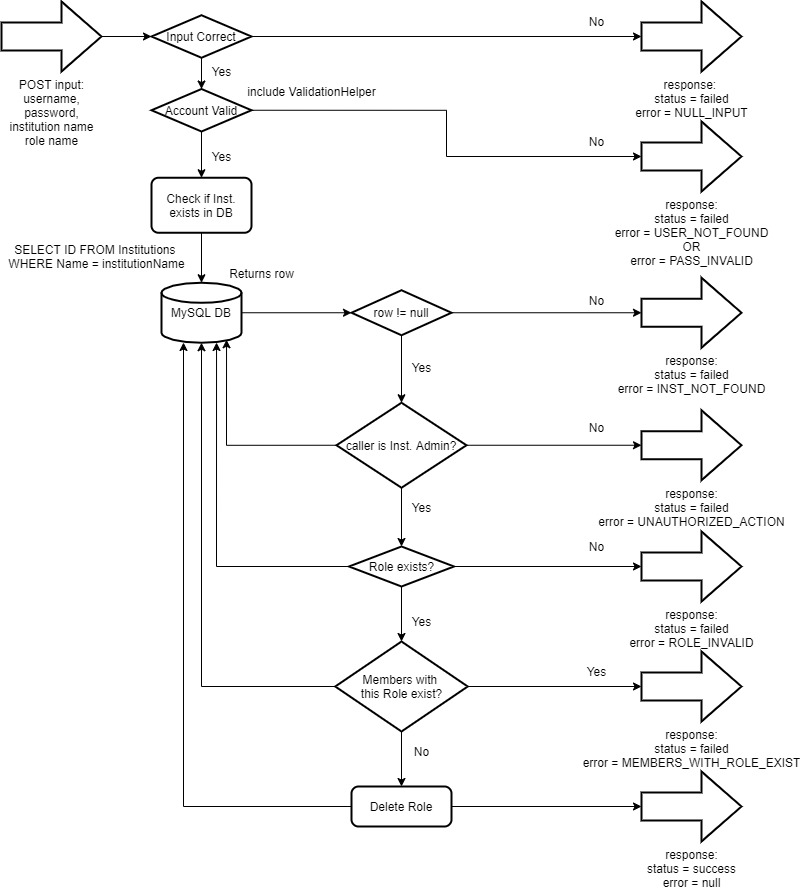 Input Correct
No
POST input:
username,
password,
institution name
role name
Yes
response:
status = failed
error = NULL_INPUT
Account Valid
include ValidationHelper
No
Yes
response:
status = failed
error = USER_NOT_FOUND
OR
error = PASS_INVALID
Check if Inst.
exists in DB
SELECT ID FROM Institutions
WHERE Name = institutionName
Returns row
MySQL DB
row != null
No
Yes
response:
status = failed
error = INST_NOT_FOUND
caller is Inst. Admin?
No
Yes
response:
status = failed
error = UNAUTHORIZED_ACTION
Role exists?
No
Yes
response:
status = failed
error = ROLE_INVALID
Members with
this Role exist?
Yes
No
response:
status = failed
error = MEMBERS_WITH_ROLE_EXIST
Delete Role
response:
status = success
error = null